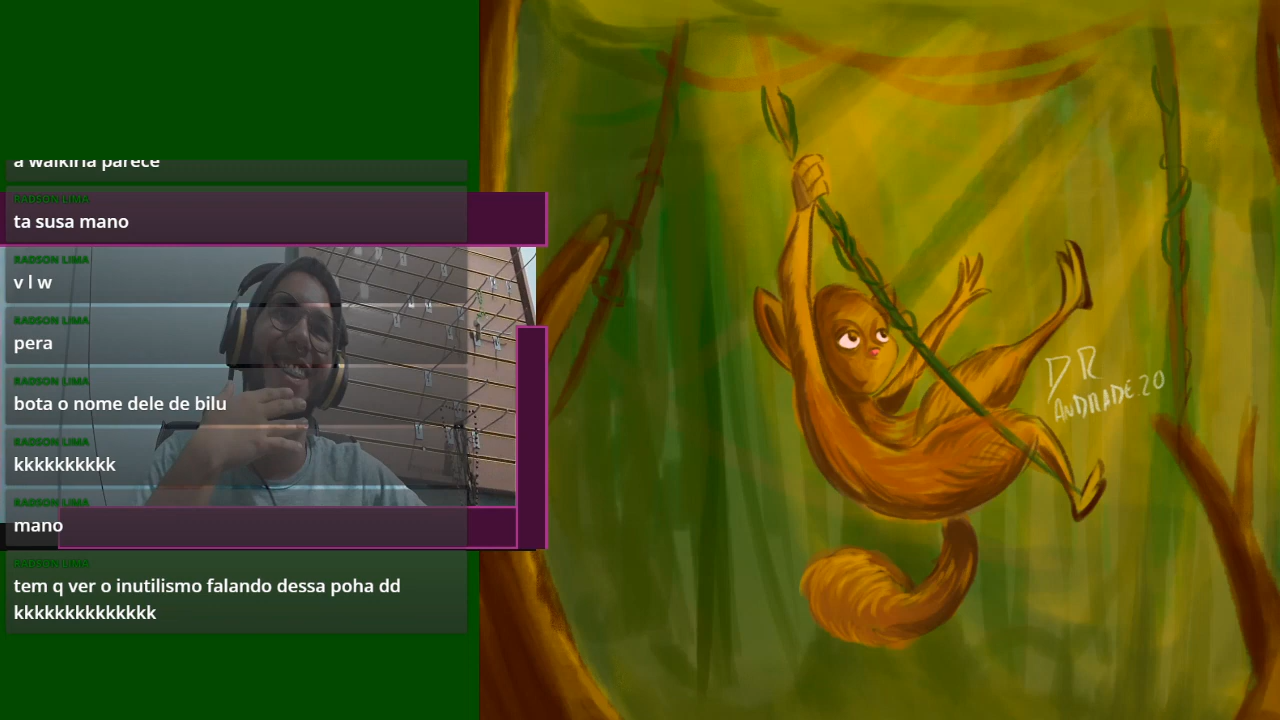 a walkiria parece
RADSON LIMA
ta susa mano
RADSON LIMA
v l w
RADSON LIMA
pera
RADSON LIMA
bota o nome dele de bilu
RADSON LIMA
kkkkkkkkkk
RADSON LIMA
mano
RADSON LIMA
tem q ver o inutilismo falando dessa poha dd
kkkkkkkkkkkkkk
DR
ANDRADE.20